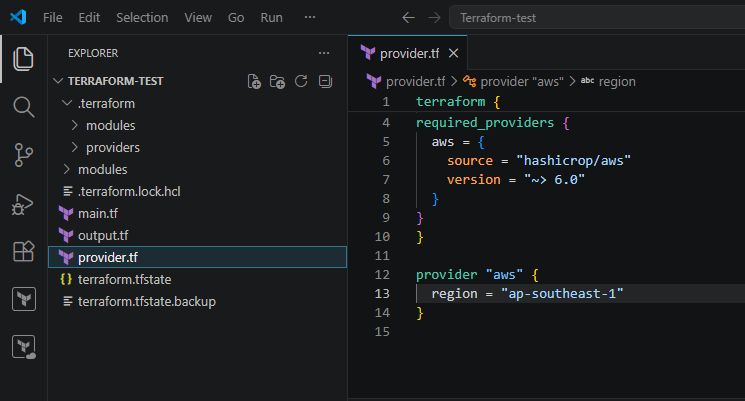 File Edit Selection View Go Run ··· Terraform-test
EXPLORER ···
TERRAFORM-TEST
.terraform
modules
providers
modules
.terraform.lock.hcl
main.tf
output.tf
provider.tf
{} terraform.tfstate
terraform.tfstate.backup
provider.tf
provider.tf > provider "aws" > abc region
1 terraform {
4 required_providers {
5 aws = {
6 source = "hashicrop/aws"
7 version = "~> 6.0"
8 }
9 }
10 }
11
12 provider "aws" {
13 region = "ap-southeast-1"
14 }
15